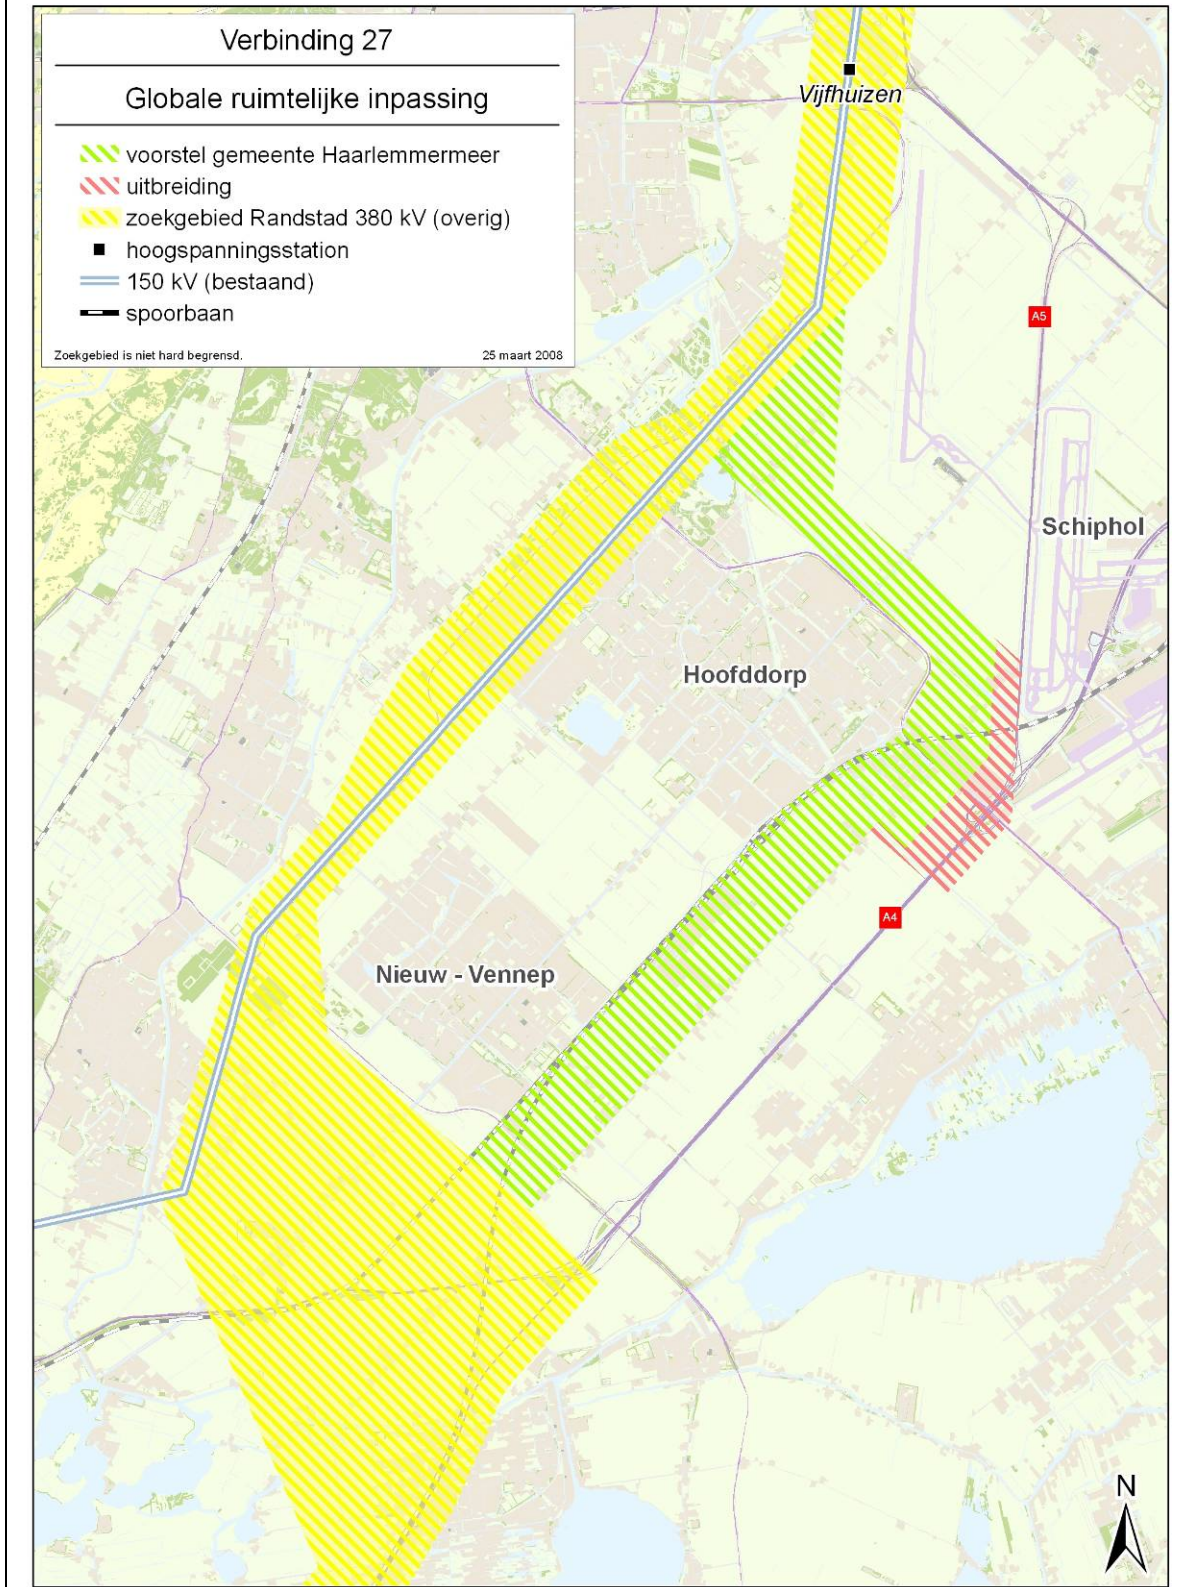 Verbinding 27
Globale ruimtelijke inpassing
voorstel gemeente Haarlemmermeer
uitbreiding
zoekgebied Randstad 380 kV (overig)
hoogspanningsstation
150 kV (bestaand)
spoorbaan
Zoekgebied is niet hard begrensd. 25 maart 2008
Vijfhuizen
A5
Schiphol
Hoofddorp
A4
Nieuw - Vennep
N